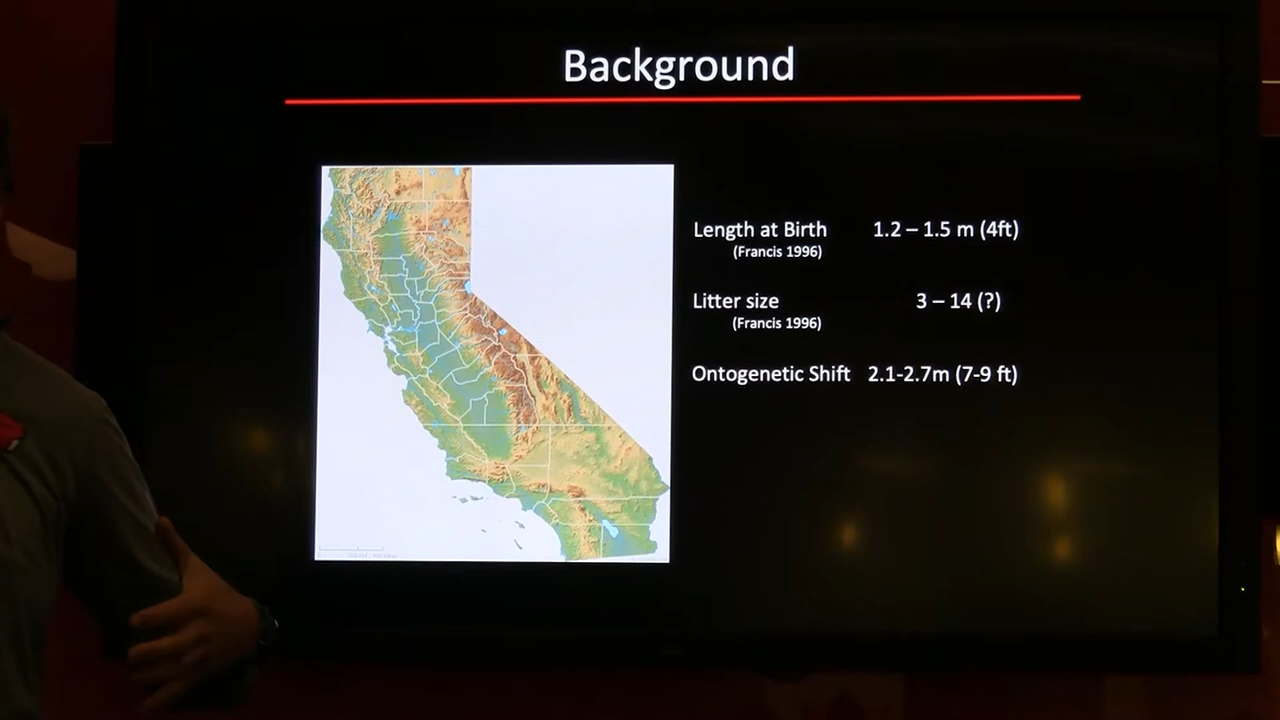 Background
Length at Birth 1.2 – 1.5 m (4ft)
(Francis 1996)
Litter size 3 – 14 (?)
(Francis 1996)
Ontogenetic Shift 2.1-2.7m (7-9 ft)